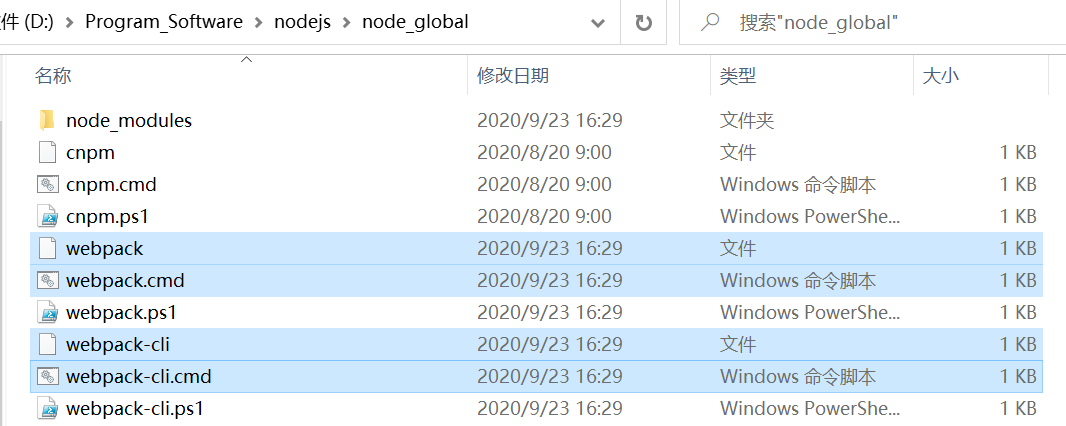 件 (D:) > Program_Software > nodejs > node_global 搜索"node_global"
名称 修改日期 类型 大小
node_modules 2020/9/23 16:29 文件夹
cnpm 2020/8/20 9:00 文件 1 KB
cnpm.cmd 2020/8/20 9:00 Windows 命令脚本 1 KB
cnpm.ps1 2020/8/20 9:00 Windows PowerShe... 1 KB
webpack 2020/9/23 16:29 文件 1 KB
webpack.cmd 2020/9/23 16:29 Windows 命令脚本 1 KB
webpack.ps1 2020/9/23 16:29 Windows PowerShe... 1 KB
webpack-cli 2020/9/23 16:29 文件 1 KB
webpack-cli.cmd 2020/9/23 16:29 Windows 命令脚本 1 KB
webpack-cli.ps1 2020/9/23 16:29 Windows PowerShe... 1 KB